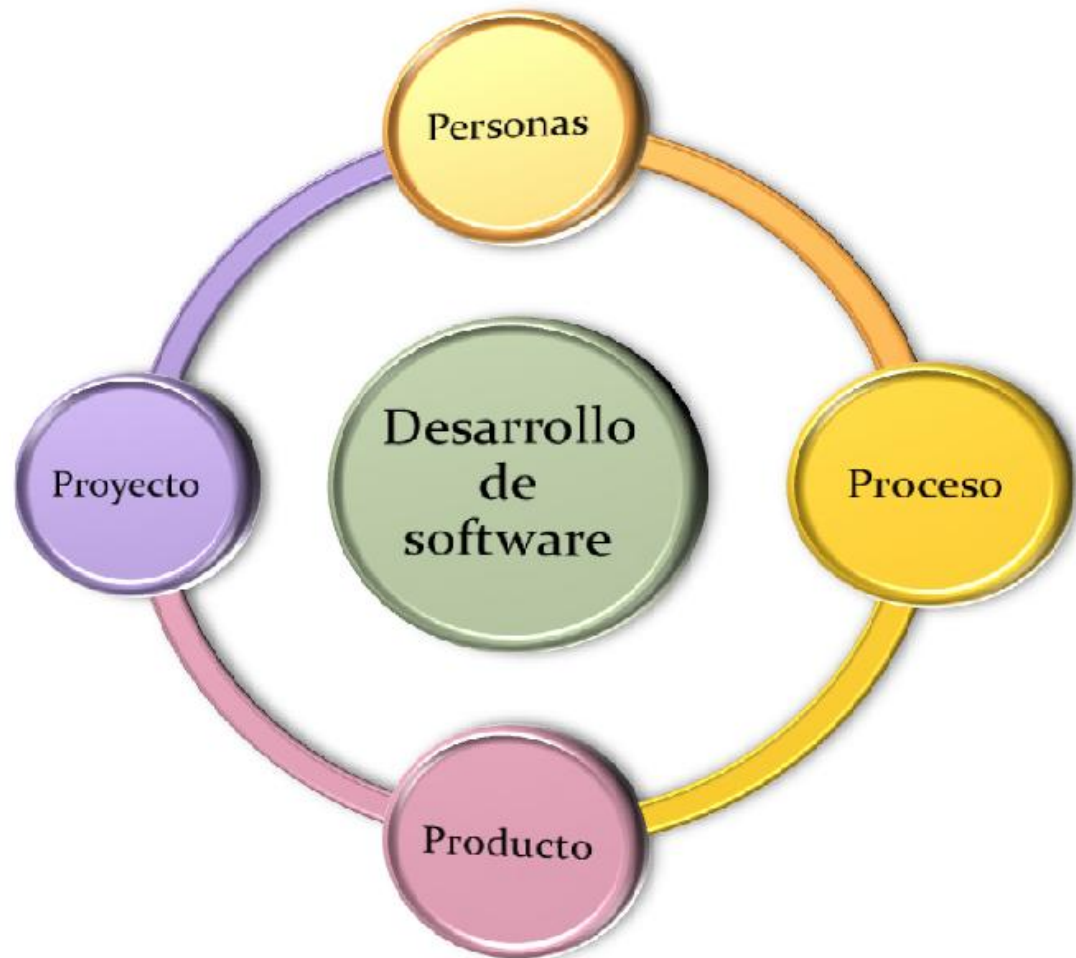 Personas
Proyecto
Desarrollo
de
software
Proceso
Producto